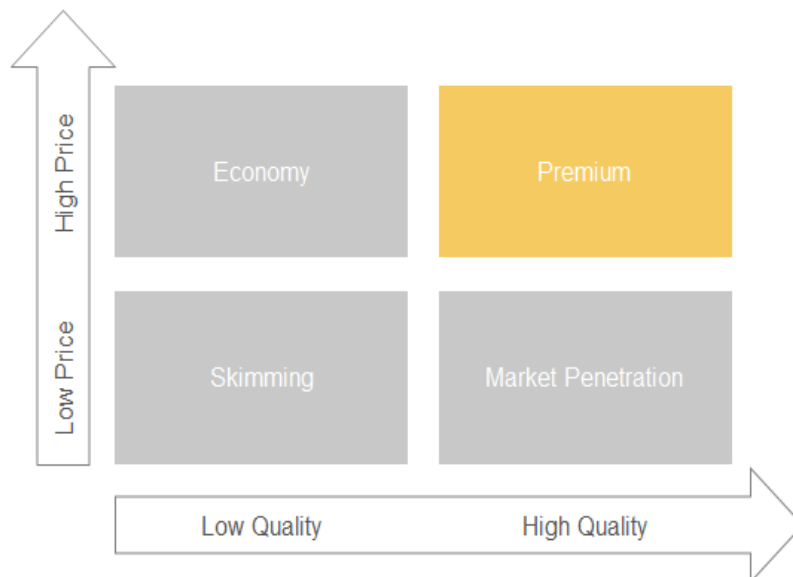 High Price
Economy
Premium
Low Price
Skimming
Market Penetration
Low Quality
High Quality